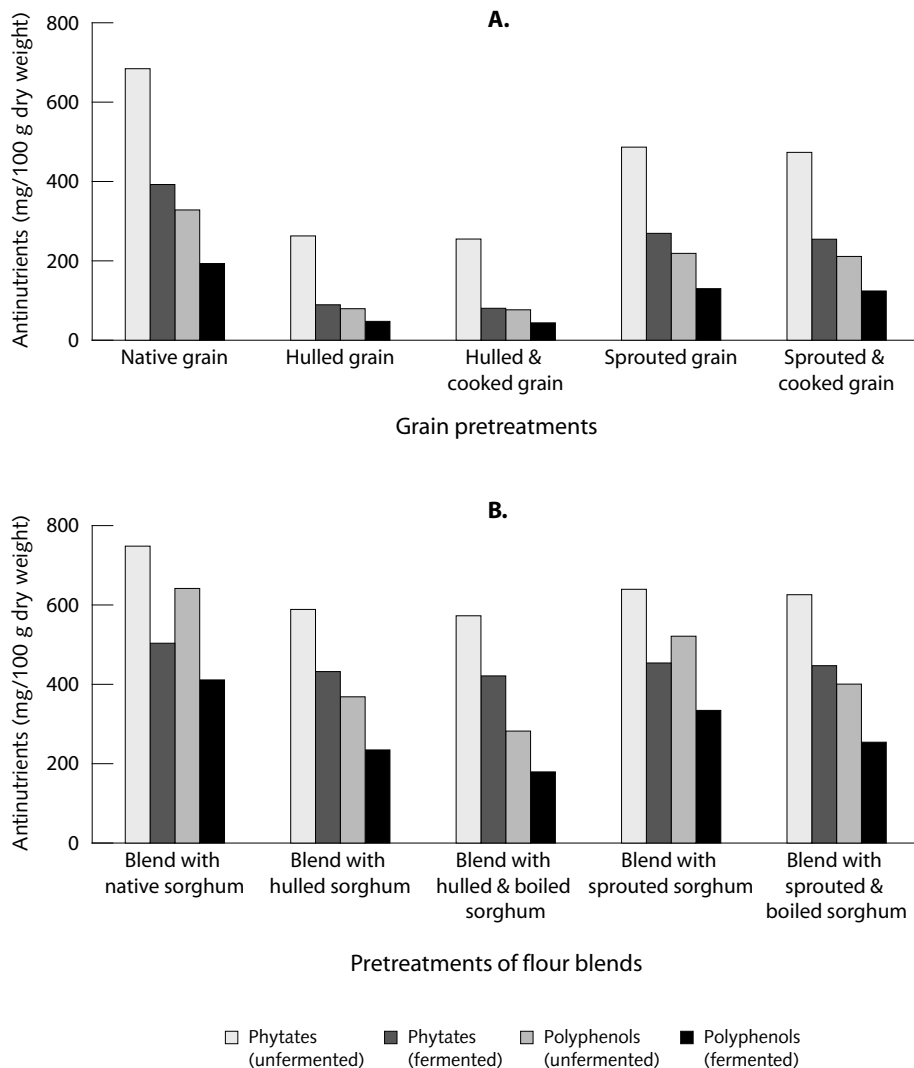 A.
Antinutrients (mg/100 g dry weight)
800
600
400
200
0
Native grain
Hulled grain
Hulled &
cooked grain
Sprouted grain
Sprouted &
cooked grain
Grain pretreatments
B.
Antinutrients (mg/100 g dry weight)
800
600
400
200
0
Blend with
native sorghum
Blend with
hulled sorghum
Blend with
hulled & boiled
sorghum
Blend with
sprouted sorghum
Blend with
sprouted &
boiled sorghum
Pretreatments of flour blends
Phytates
(unfermented)
Phytates
(fermented)
Polyphenols
(unfermented)
Polyphenols
(fermented)